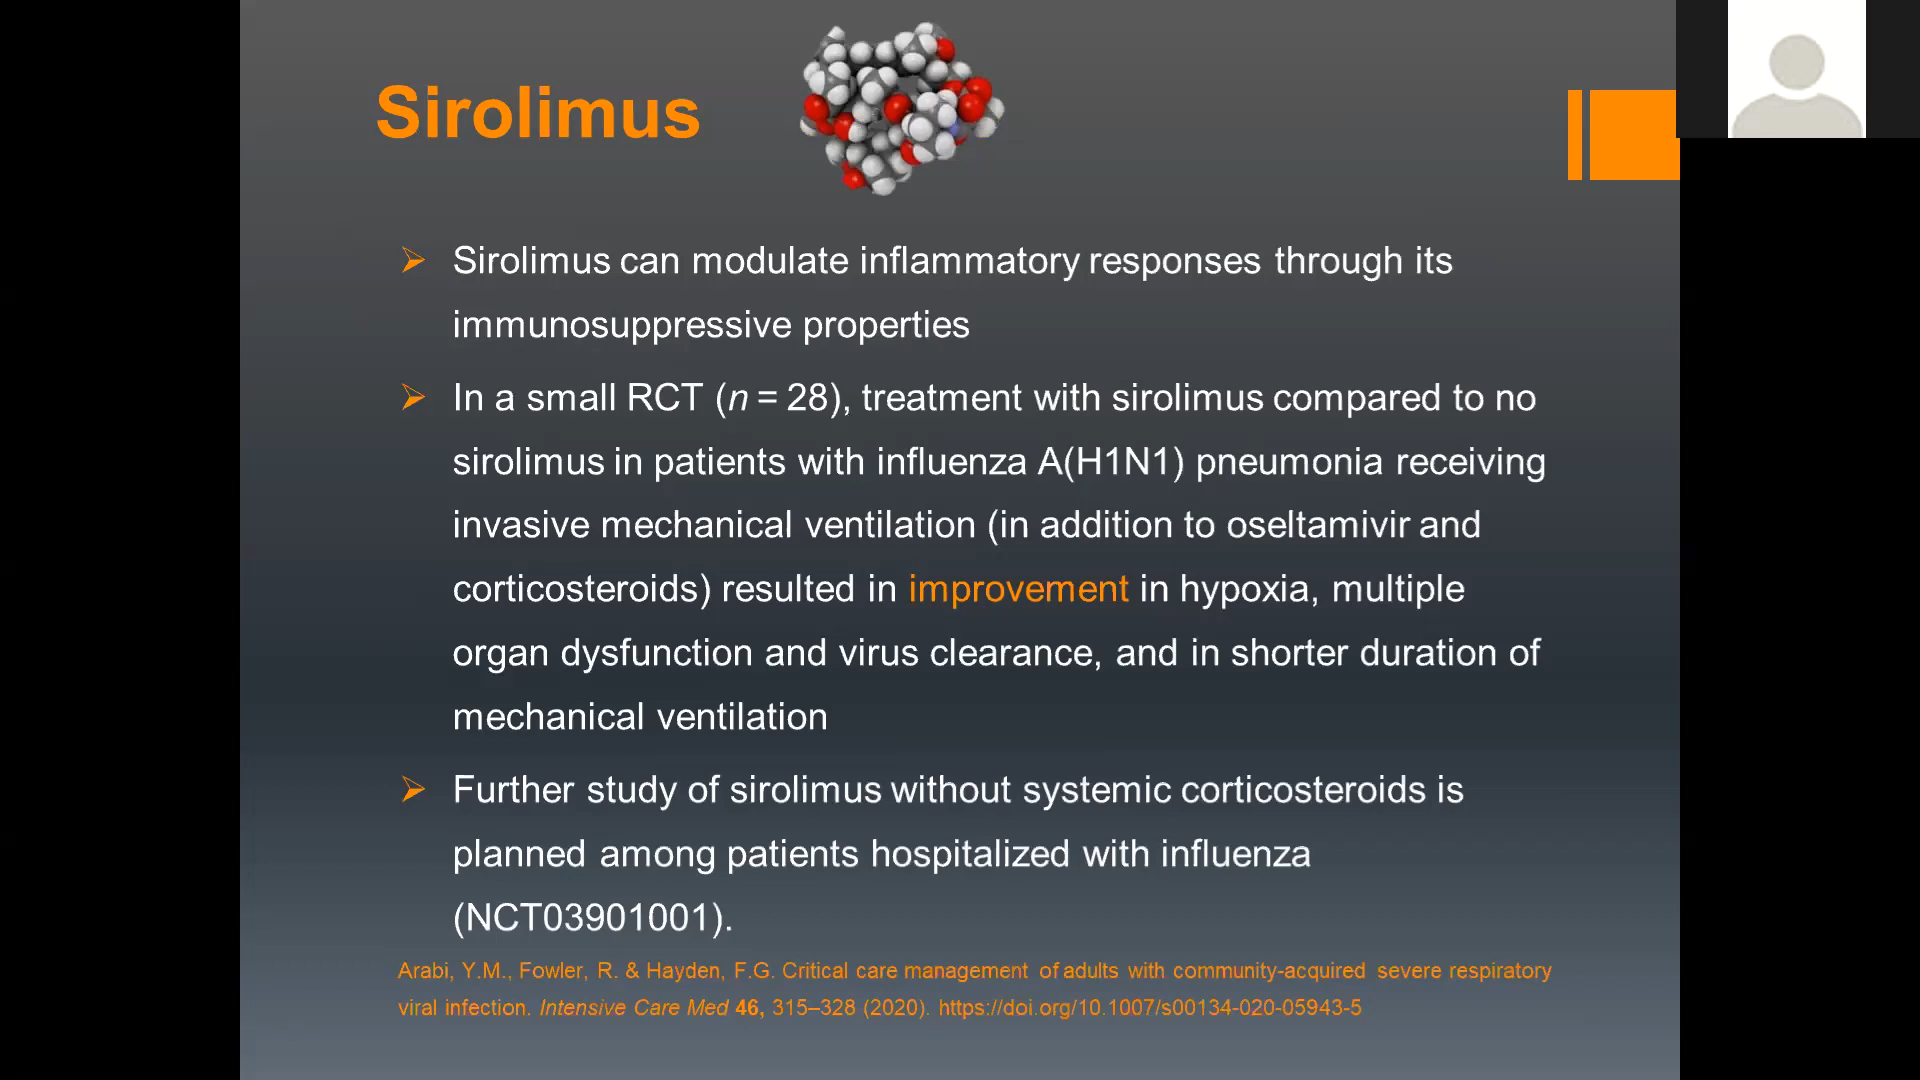 Sirolimus
Sirolimus can modulate inflammatory responses through its
immunosuppressive properties
In a small RCT (n = 28), treatment with sirolimus compared to no
sirolimus in patients with influenza A(H1N1) pneumonia receiving
invasive mechanical ventilation (in addition to oseltamivir and
corticosteroids) resulted in improvement in hypoxia, multiple
organ dysfunction and virus clearance, and in shorter duration of
mechanical ventilation
Further study of sirolimus without systemic corticosteroids is
planned among patients hospitalized with influenza
(NCT03901001).
Arabi, Y.M., Fowler, R. & Hayden, F.G. Critical care management of adults with community-acquired severe respiratory
viral infection. Intensive Care Med 46, 315–328 (2020). https://doi.org/10.1007/s00134-020-05943-5